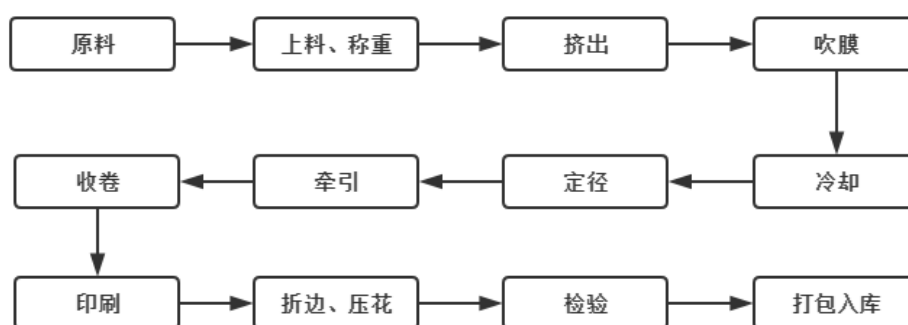 原料
上料、称重
挤出
吹膜
冷却
定径
牵引
收卷
印刷
折边、压花
检验
打包入库